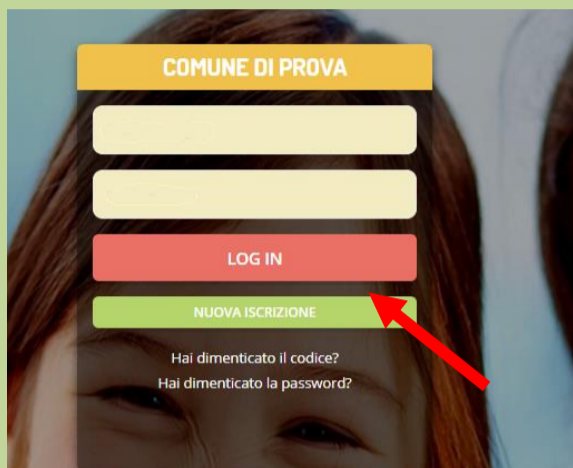 COMUNE DI PROVA
LOG IN
NUOVA ISCRIZIONE
Hai dimenticato il codice?
Hai dimenticato la password?